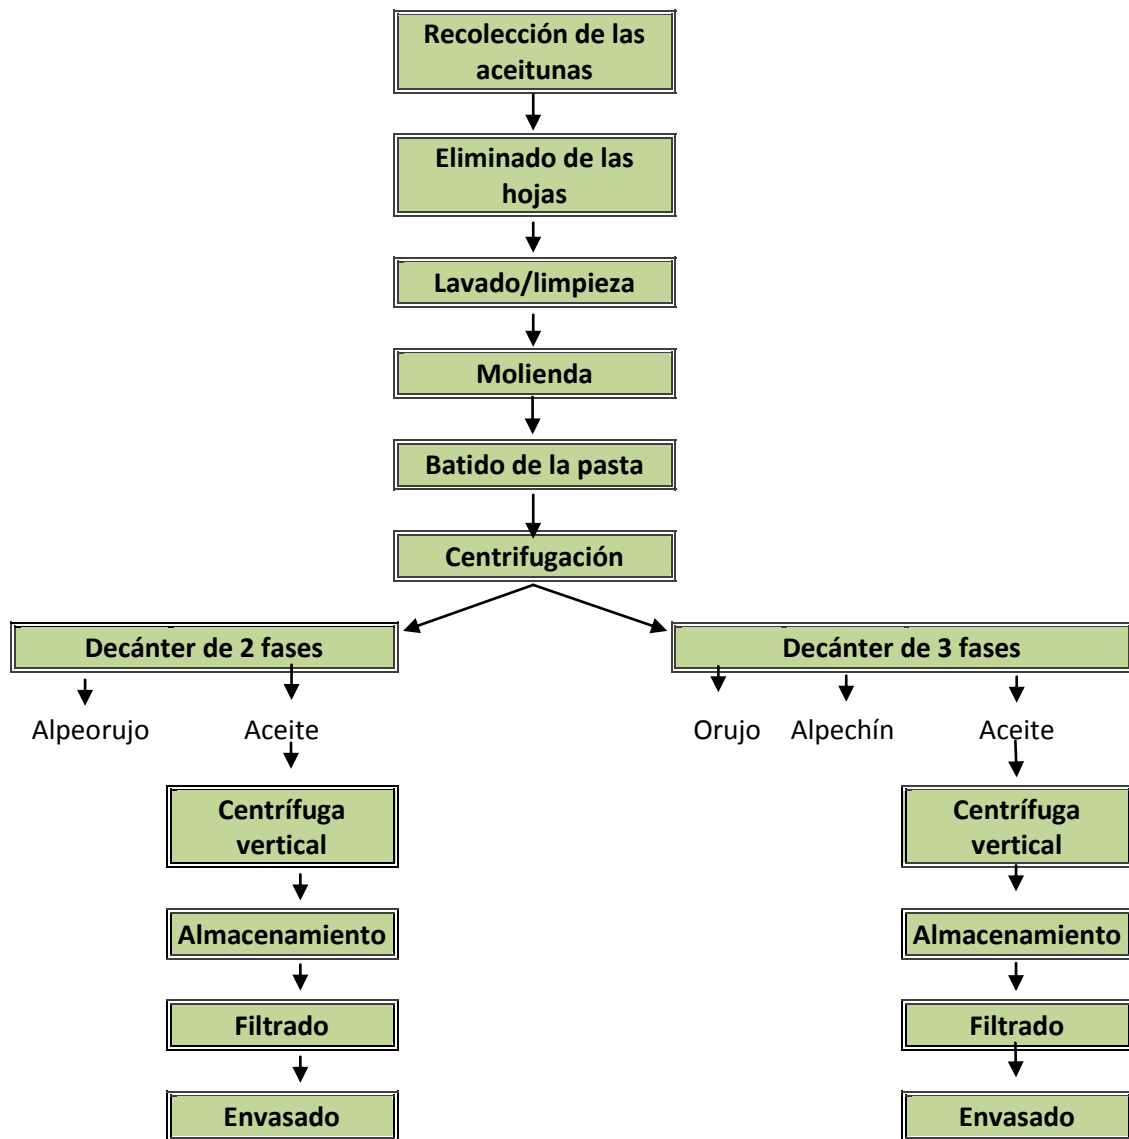 Recolección de las
aceitunas
Eliminado de las
hojas
Lavado/limpieza
Molienda
Batido de la pasta
Centrifugación
Decánter de 2 fases
Decánter de 3 fases
Alpeorujo
Aceite
Orujo
Alpechín
Aceite
Centrífuga
vertical
Centrífuga
vertical
Almacenamiento
Almacenamiento
Filtrado
Filtrado
Envasado
Envasado